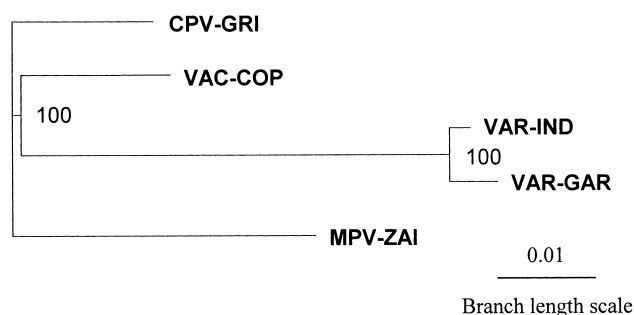 CPV-GRI
VAC-COP
100
VAR-IND
100
VAR-GAR
MPV-ZAI
0.01
Branch length scale